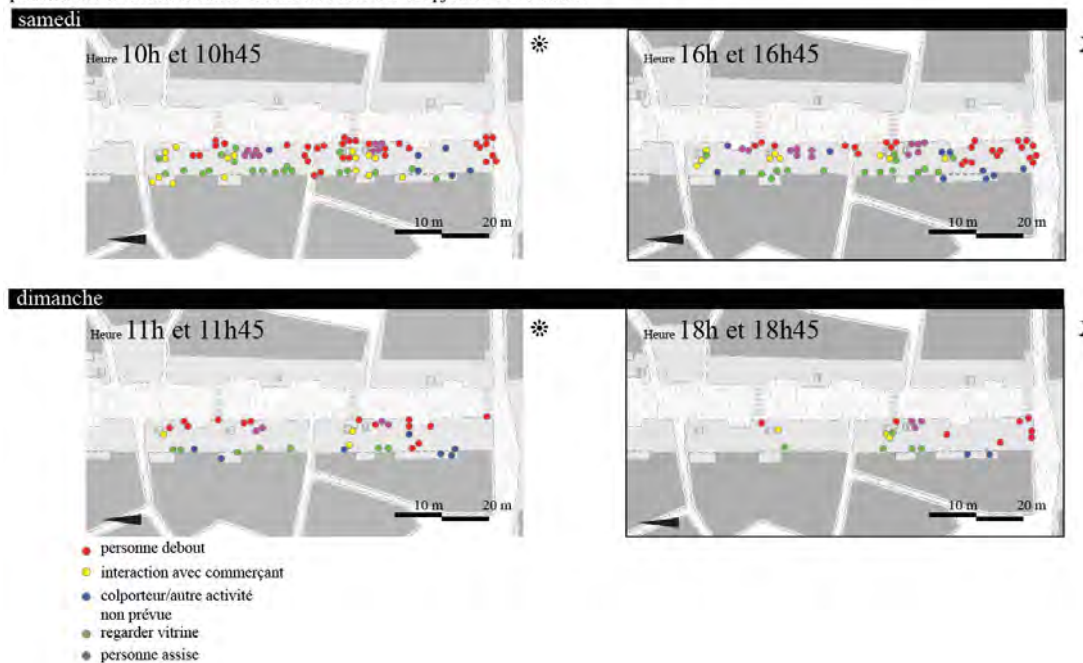 samedi
Heure 10h et 10h45
Heure 16h et 16h45
10 m
20 m
10 m
20 m
dimanche
Heure 11h et 11h45
Heure 18h et 18h45
10 m
20 m
10 m
20 m
personne debout
interaction avec commerçant
colporteur/autre activité
non prévue
regarder vitrine
personne assise